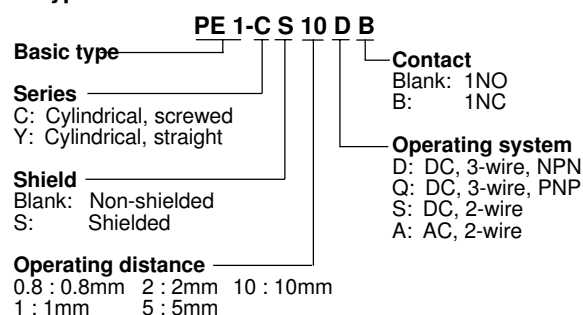 PE 1-C S 10 D B
Basic type
Series
C: Cylindrical, screwed
Y: Cylindrical, straight
Shield
Blank: Non-shielded
S: Shielded
Operating distance
0.8 : 0.8mm 2 : 2mm 10 : 10mm
1 : 1mm 5 : 5mm
Contact
Blank: 1NO
B: 1NC
Operating system
D: DC, 3-wire, NPN
Q: DC, 3-wire, PNP
S: DC, 2-wire
A: AC, 2-wire